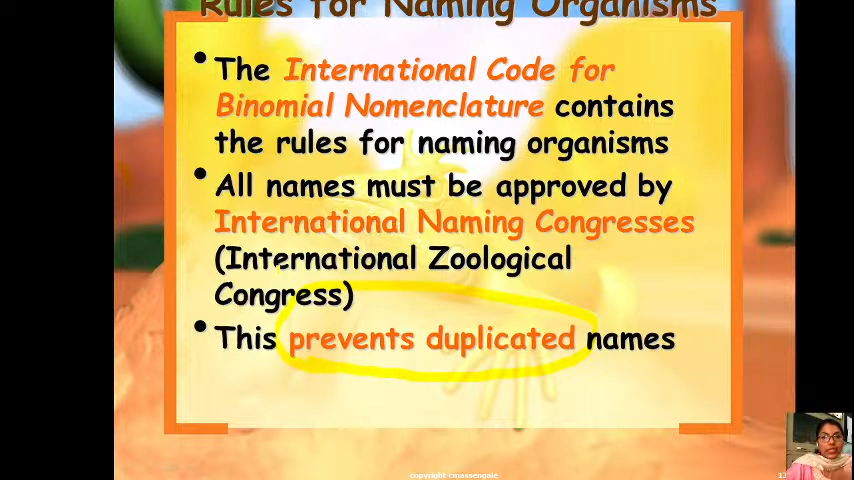 Rules for Naming Organisms
• The International Code for
Binomial Nomenclature contains
the rules for naming organisms
• All names must be approved by
International Naming Congresses
(International Zoological
Congress)
• This prevents duplicated names
copyright cmassengale